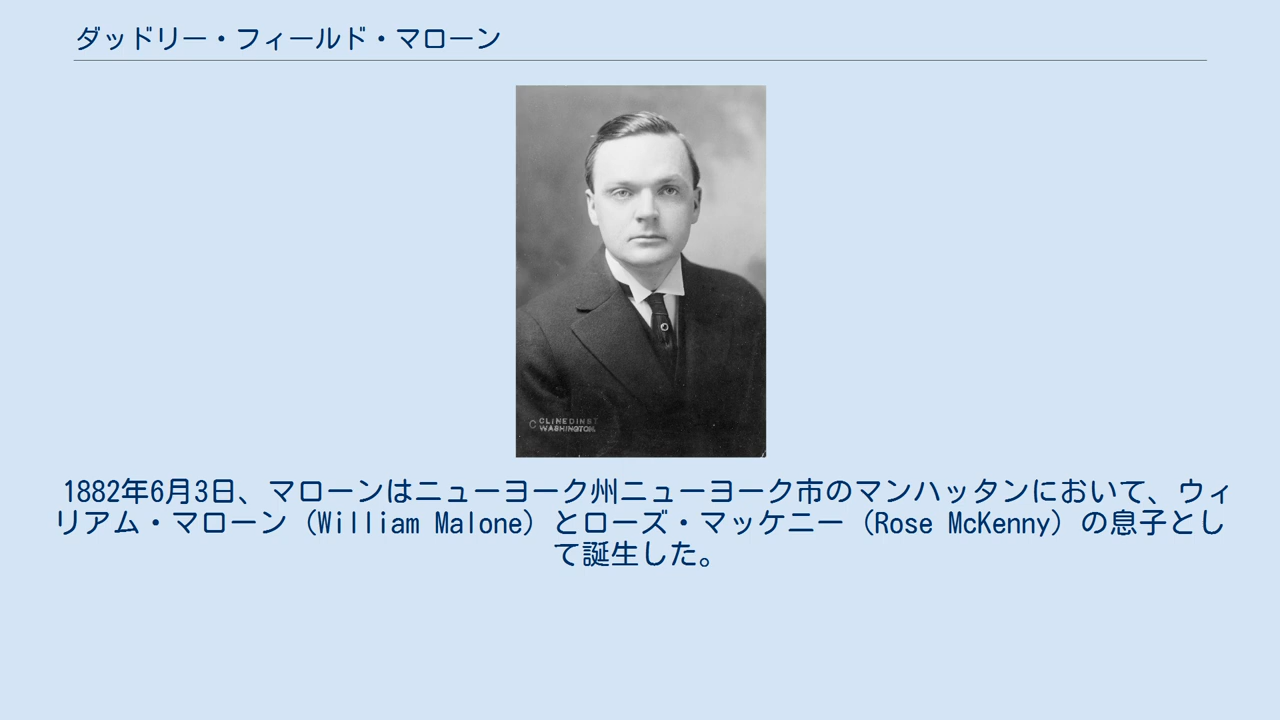 ダッドリー・フィールド・マローン
C CLINEDINST
WASHINGTON.
1882年6月3日、マローンはニューヨーク州ニューヨーク市のマンハッタンにおいて、ウィ
リアム・マローン（William Malone）とローズ・マッケニー（Rose McKenny）の息子とし
て誕生した。